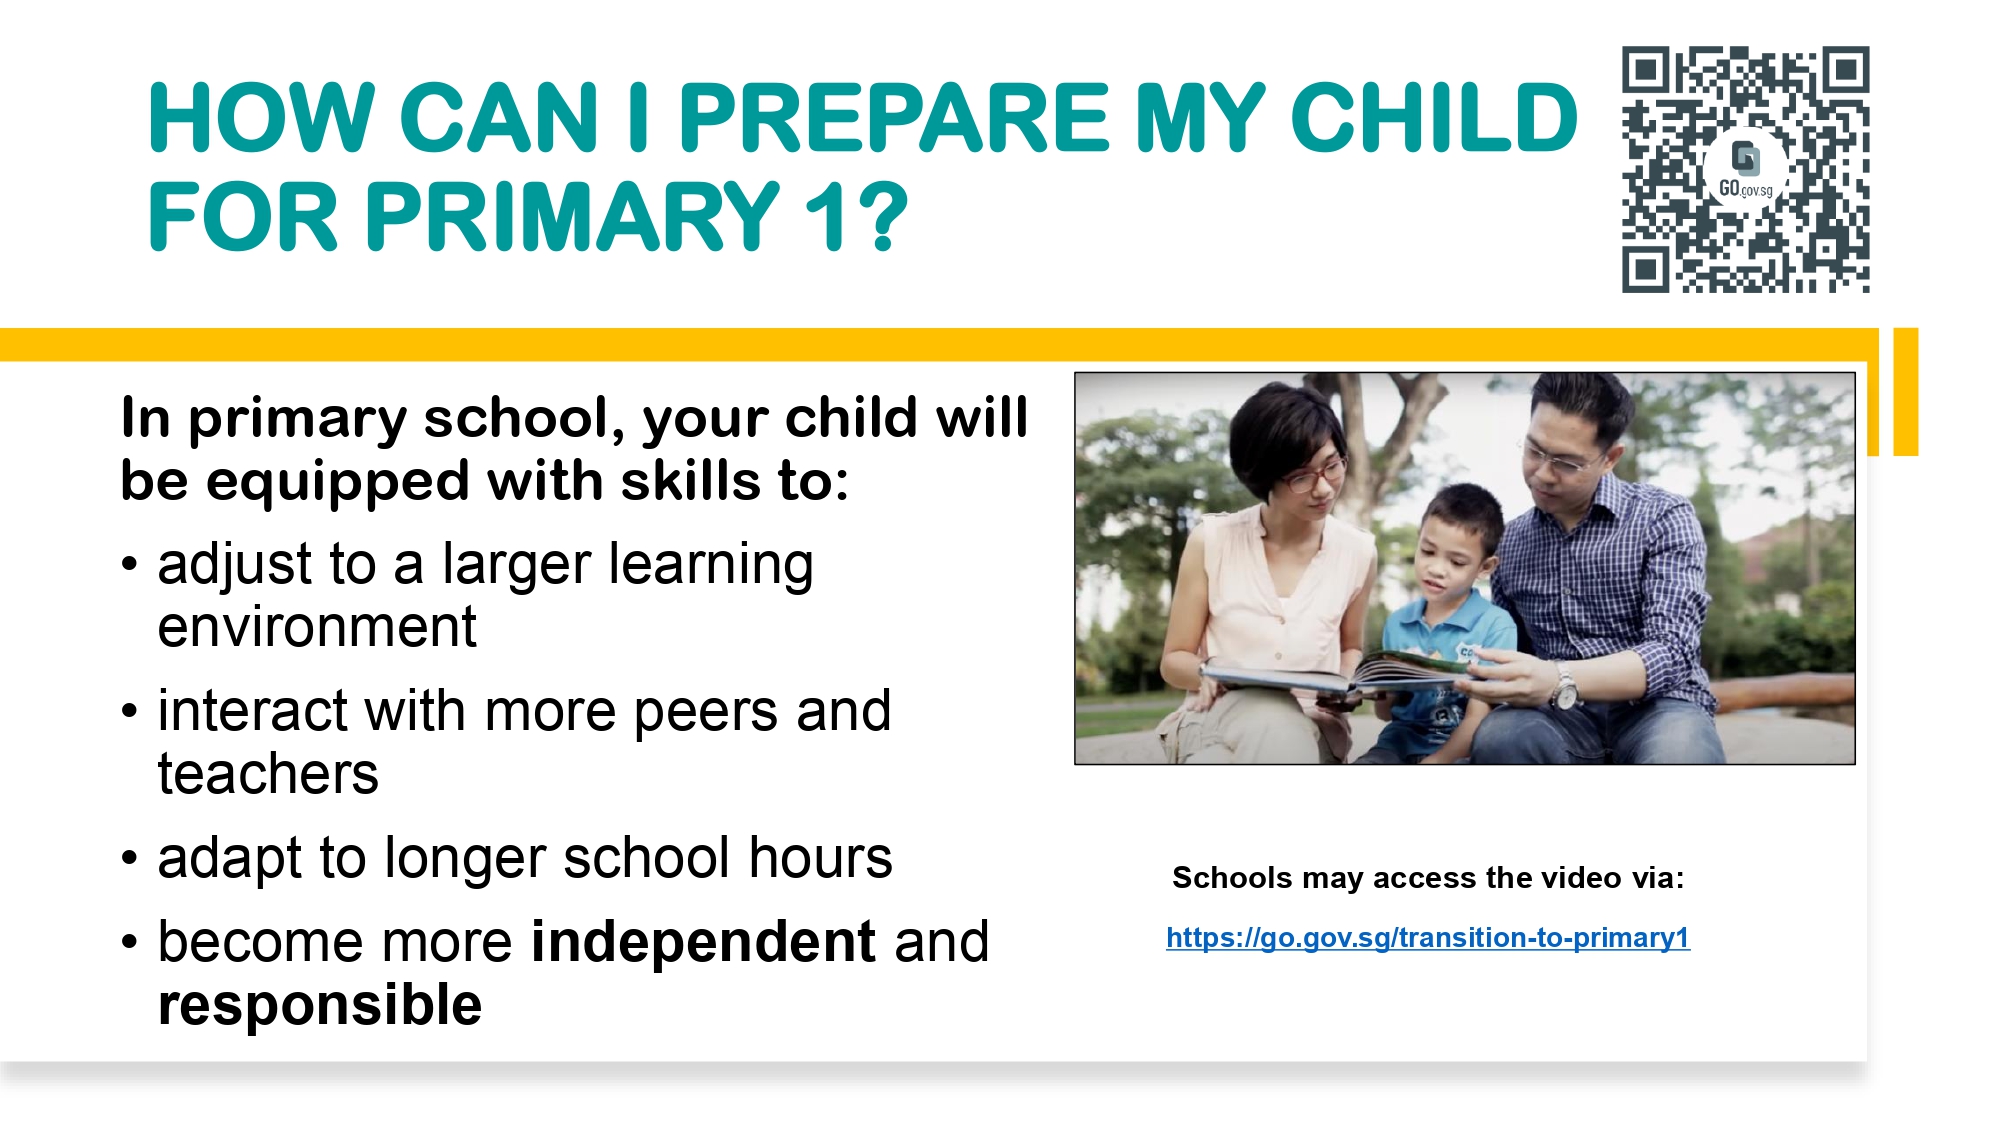 HOW CAN I PREPARE MY CHILD
FOR PRIMARY 1?
GO.gov.sg
In primary school, your child will
be equipped with skills to:
• adjust to a larger learning
environment
• interact with more peers and
teachers
• adapt to longer school hours
• become more independent and
responsible
Schools may access the video via:
https://go.gov.sg/transition-to-primary1